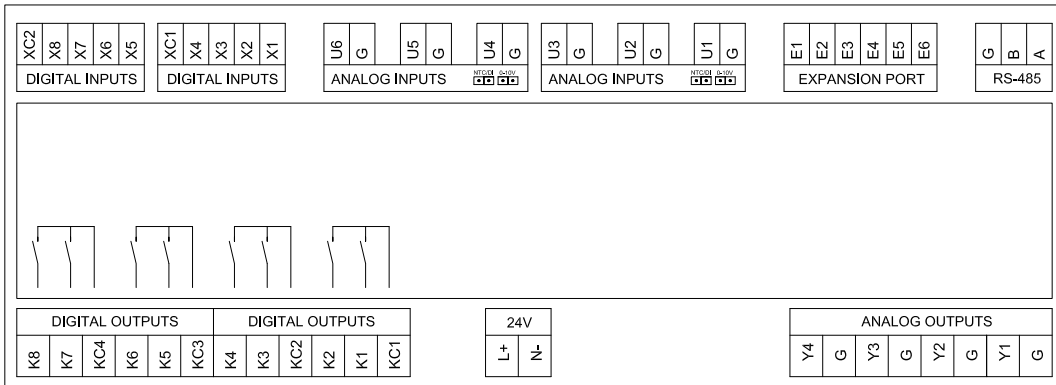 XC2 X8 X7 X6 X5
DIGITAL INPUTS
XC1 X4 X3 X2 X1
DIGITAL INPUTS
U6 G U5 G U4 G
ANALOG INPUTS NTC/DI 0-10V
U3 G U2 G U1 G
ANALOG INPUTS NTC/DI 0-10V
E1 E2 E3 E4 E5 E6
EXPANSION PORT
G B A
RS-485
DIGITAL OUTPUTS
K8 K7 KC4 K6 K5 KC3
DIGITAL OUTPUTS
K4 K3 KC2 K2 K1 KC1
24V
L+ N-
ANALOG OUTPUTS
Y4 G Y3 G Y2 G Y1 G